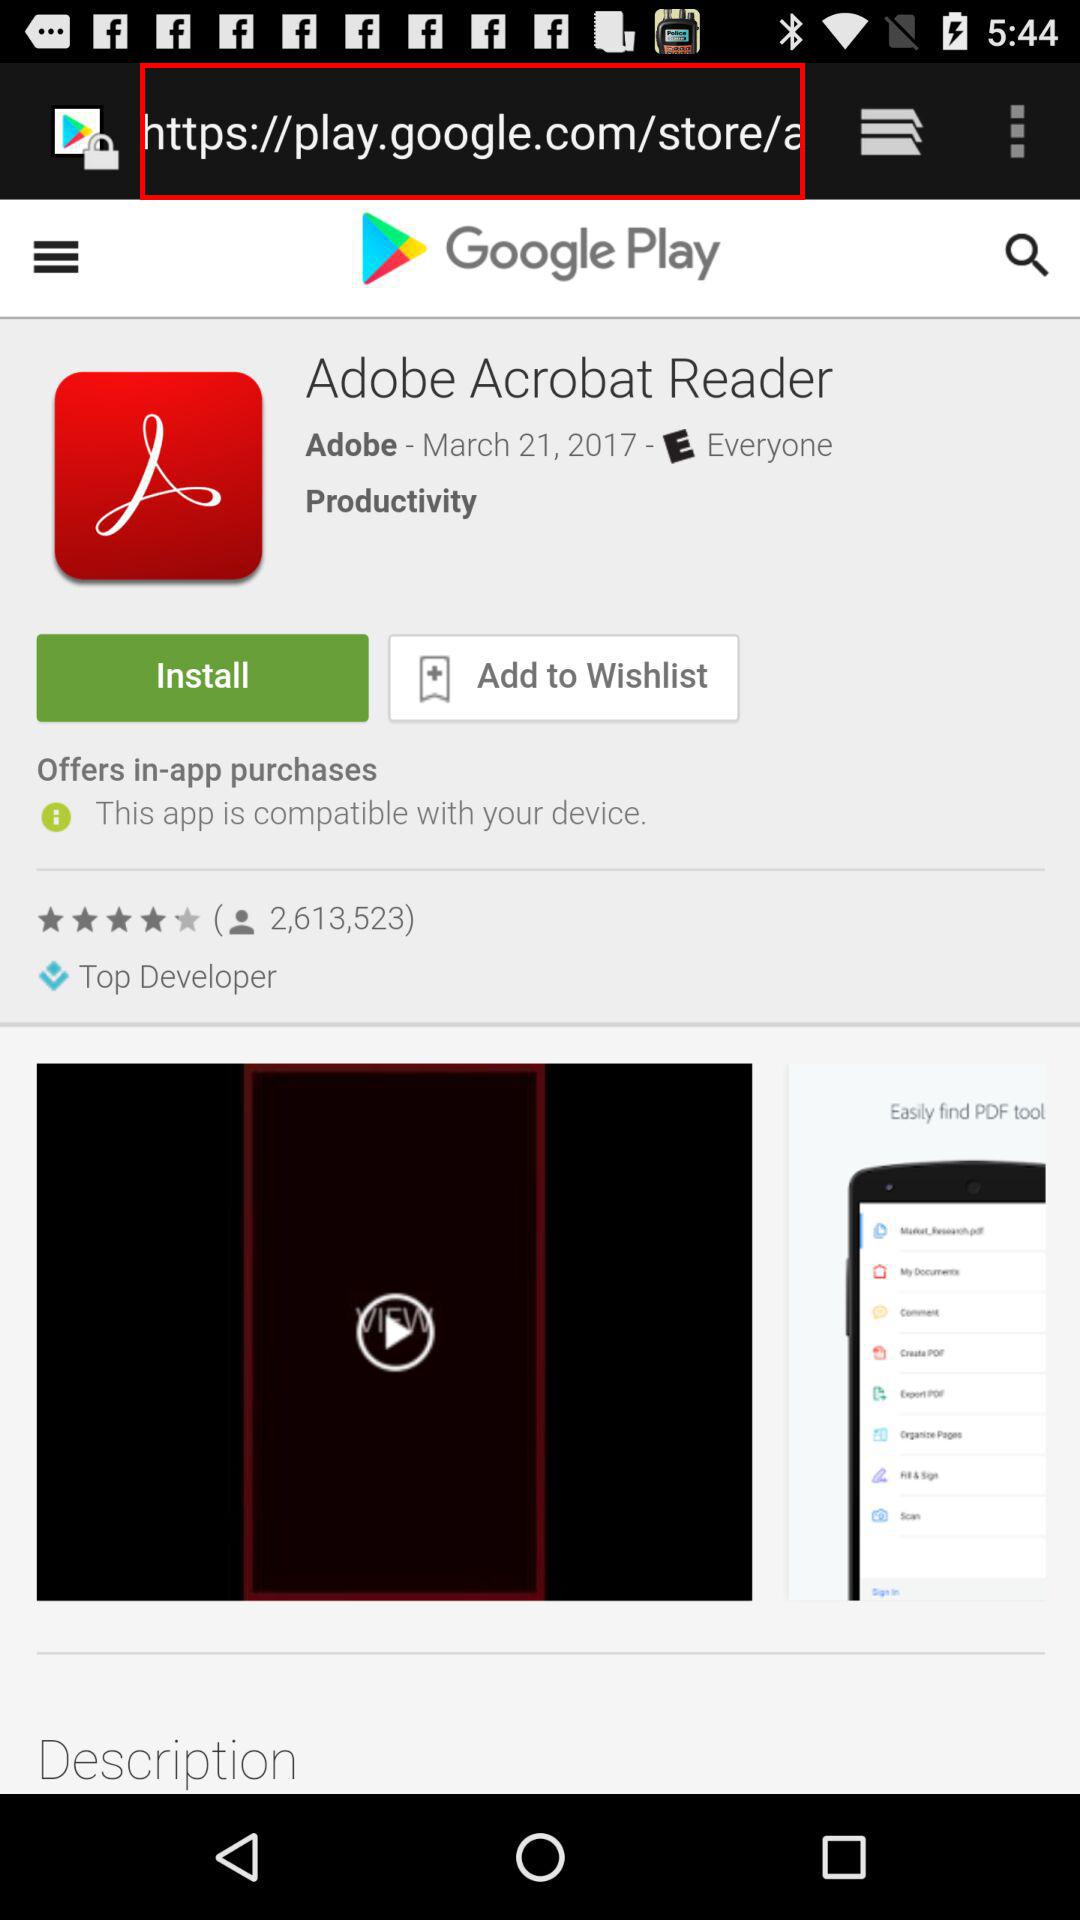 5:44
https://play.google.com/store/a
Google Play
Adobe Acrobat Reader
Adobe - March 21, 2017 - E Everyone
Productivity
Install
Add to Wishlist
Offers in-app purchases
This app is compatible with your device.
(2,613,523)
Top Developer
VIEW
Easily find PDF tool
Market_Research.pdf
My Documents
Comment
Create PDF
Export PDF
Organize Pages
Fill & Sign
Scan
Sign In
Description